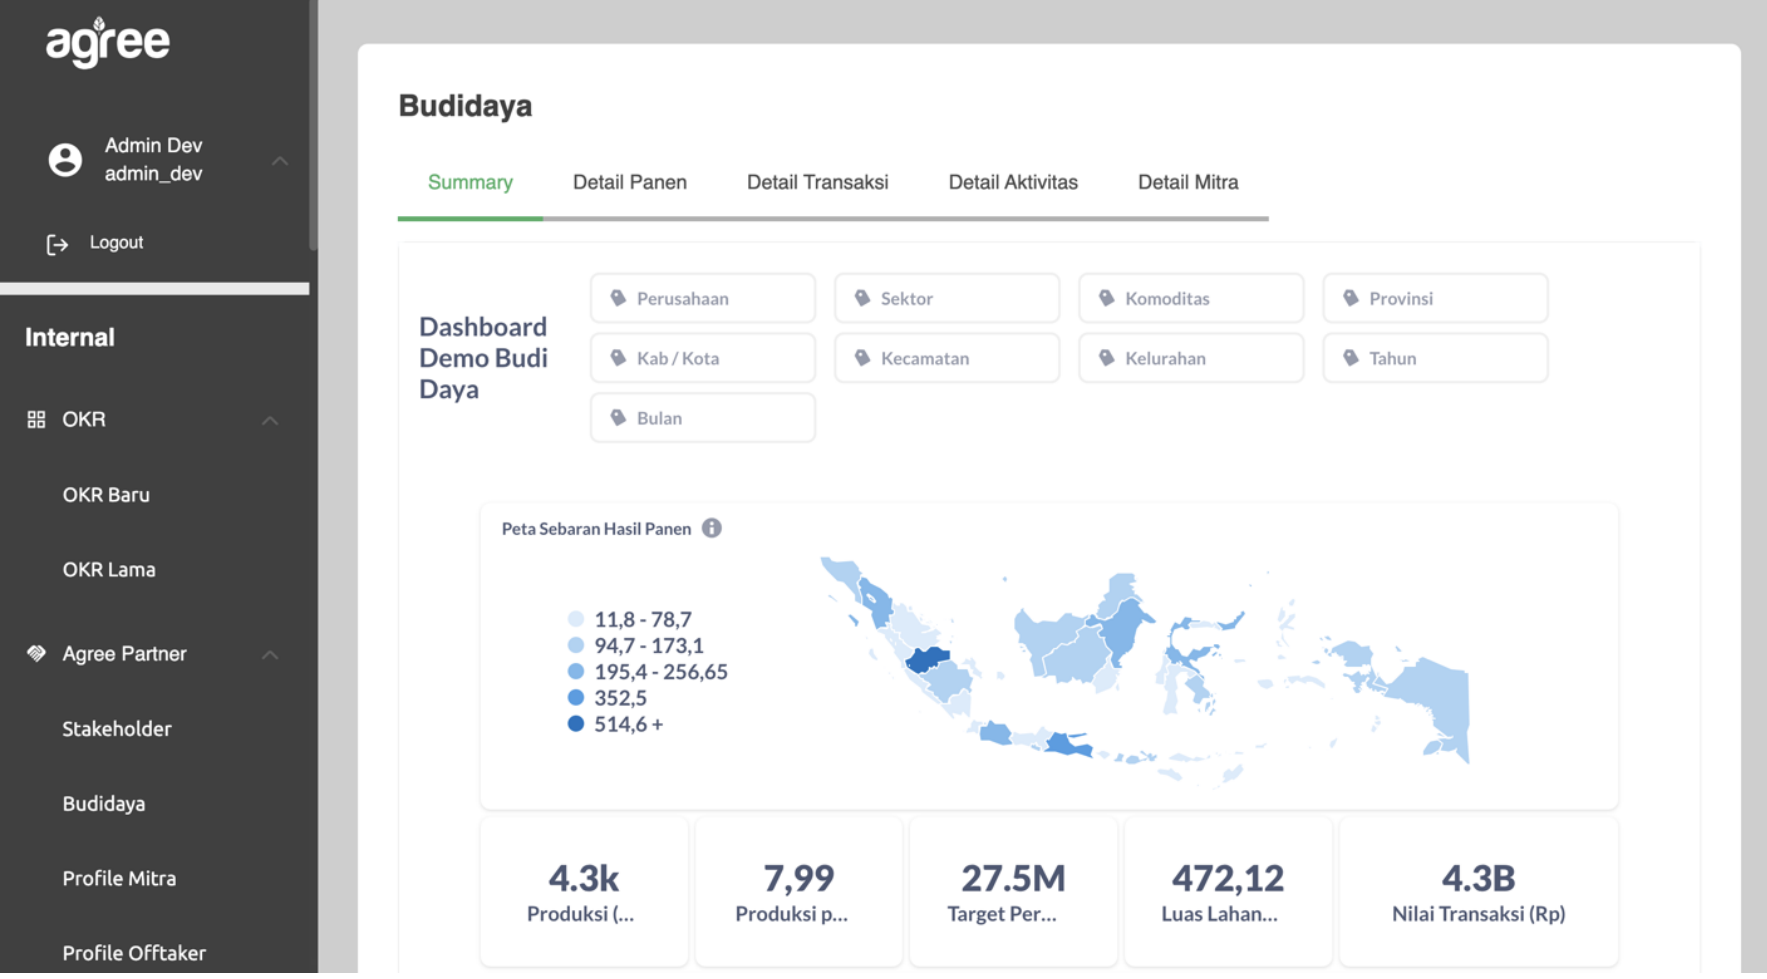 agree
Admin Dev
admin_dev
Logout
Internal
OKR
OKR Baru
OKR Lama
Agree Partner
Stakeholder
Budidaya
Profile Mitra
Profile Offtaker
Budidaya
Summary Detail Panen Detail Transaksi Detail Aktivitas Detail Mitra
Dashboard
Demo Budi
Daya
Perusahaan Sektor Komoditas Provinsi
Kab / Kota Kecamatan Kelurahan Tahun
Bulan
Peta Sebaran Hasil Panen
11,8 - 78,7
94,7 - 173,1
195,4 - 256,65
352,5
514,6 +
4.3k 7,99 27.5M 472,12 4.3B
Produksi (... Produksi p... Target Per... Luas Lahan... Nilai Transaksi (Rp)